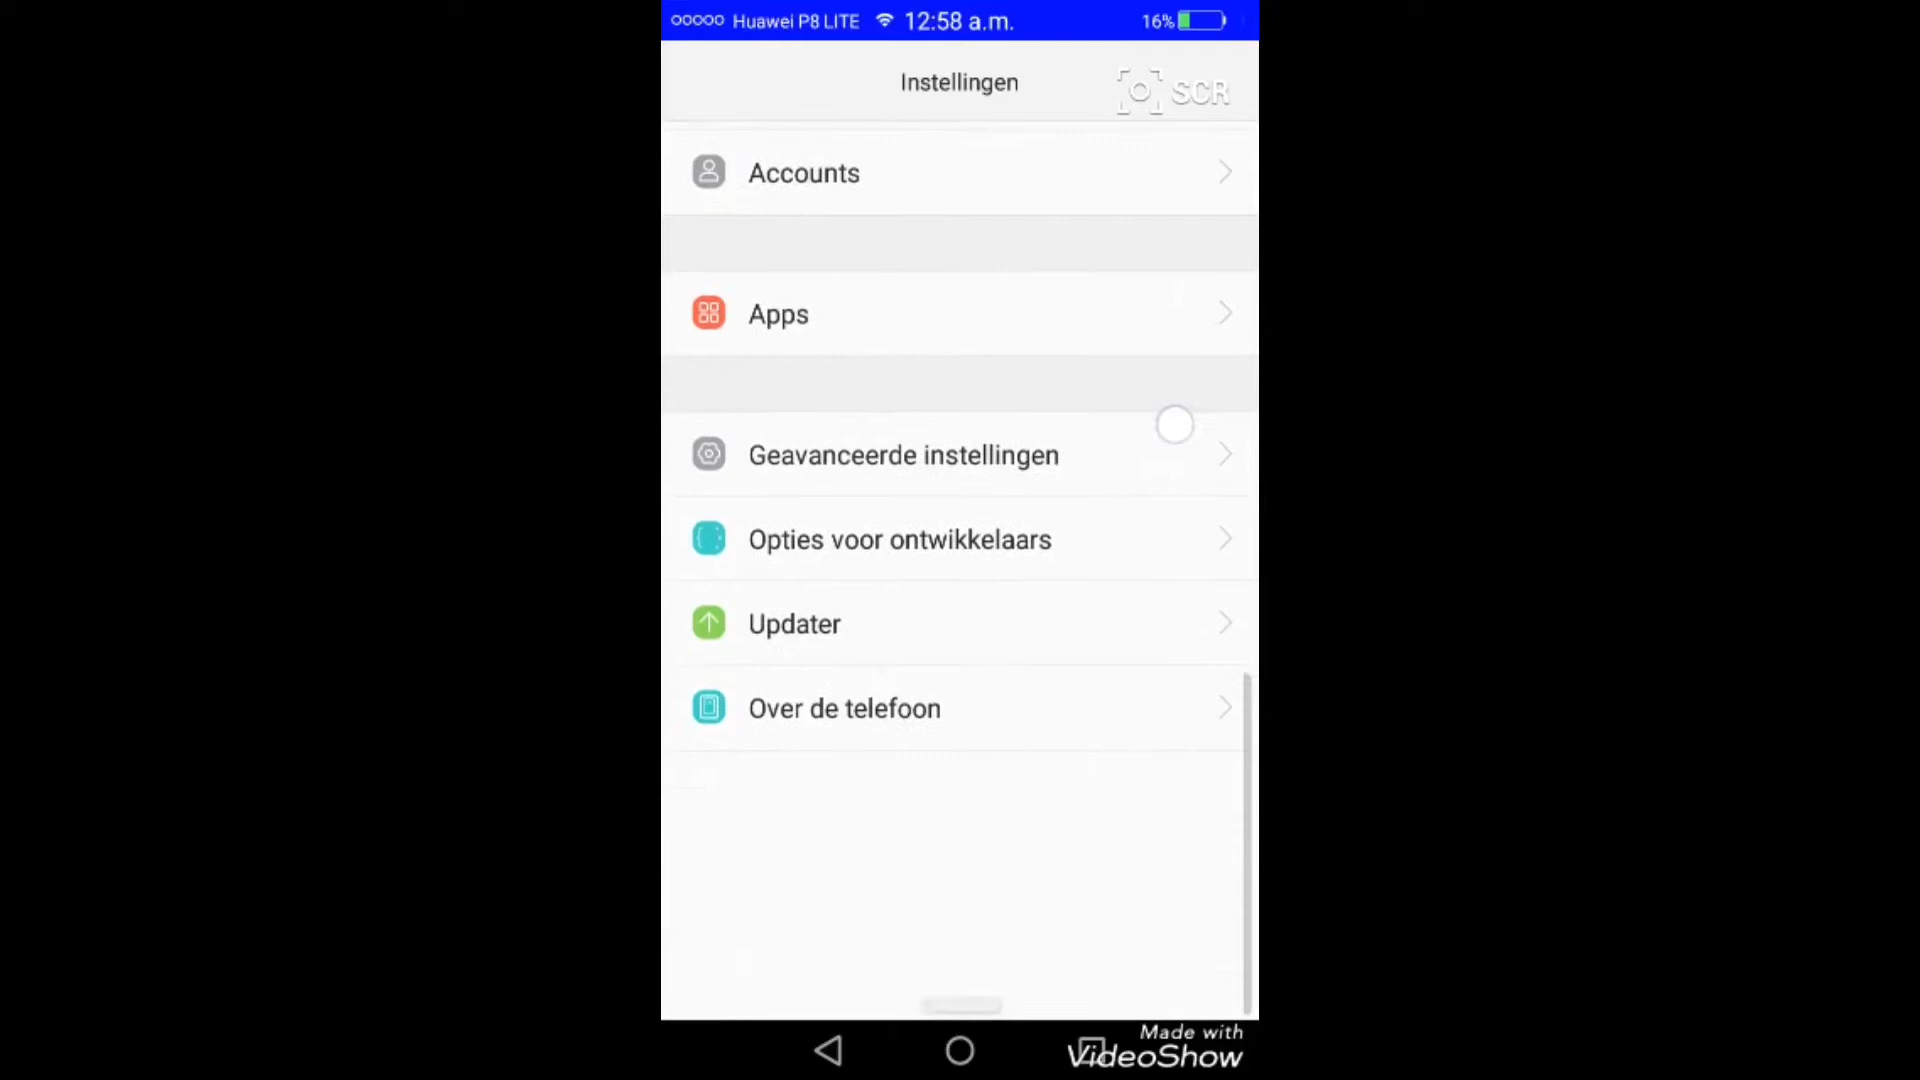 Huawei P8 LITE 12:58 a.m. 16%
Instellingen
SCR
Accounts
Apps
Geavanceerde instellingen
Opties voor ontwikkelaars
Updater
Over de telefoon
Made with
VideoShow